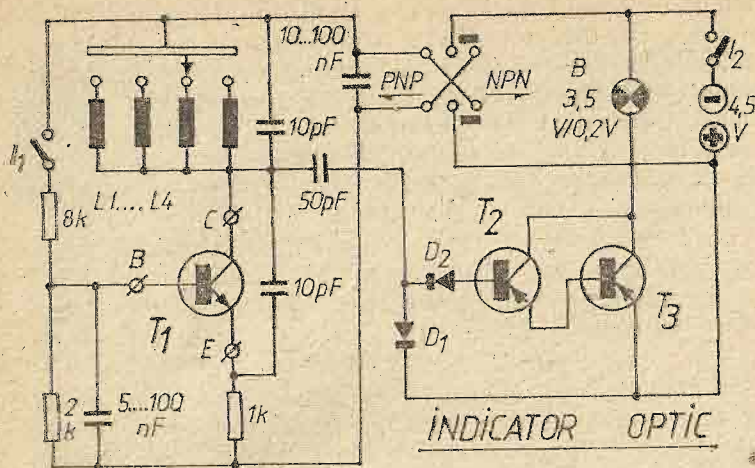 10...100
nF
PNP
NPN
B
3,5
V/0,2V
I2
4,5
V
I1
10pF
50pF
8k
L1....L4
C
B
T1
10pF
E
T2
D2
T3
D1
2
k
5....100
nF
1k
INDICATOR OPTIC